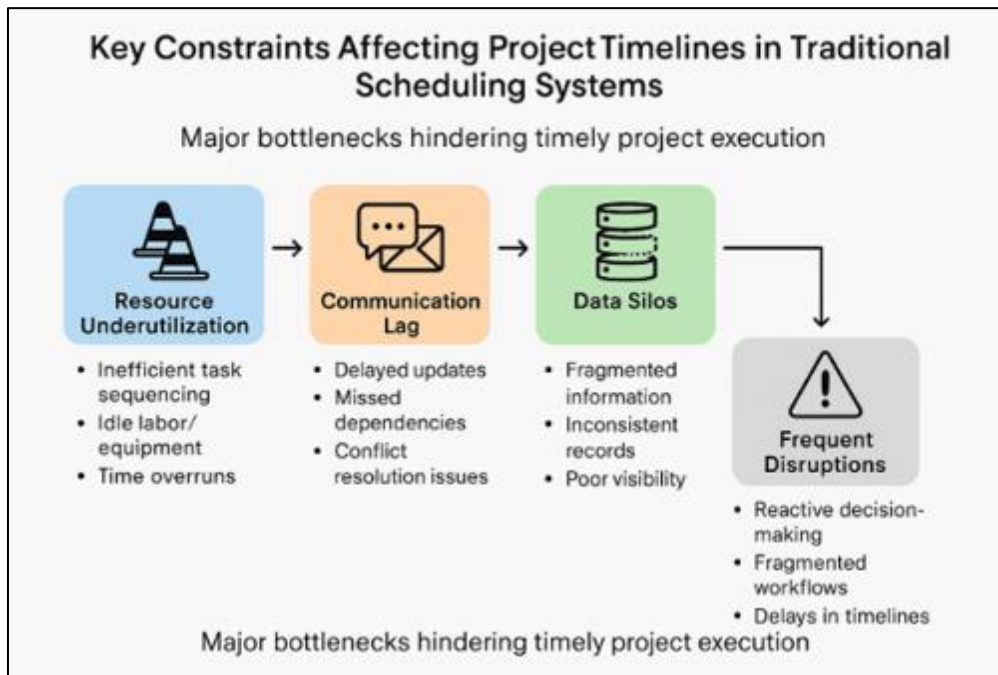 Key Constraints Affecting Project Timelines in Traditional
Scheduling Systems
Major bottlenecks hindering timely project execution
Resource
Underutilization
• Inefficient task
sequencing
• Idle labor/
equipment
• Time overruns
Communication
Lag
• Delayed updates
• Missed
dependencies
• Conflict
resolution issues
Data Silos
• Fragmented
information
• Inconsistent
records
• Poor visibility
Frequent
Disruptions
• Reactive decision-
making
• Fragmented
workflows
• Delays in timelines
Major bottlenecks hindering timely project execution